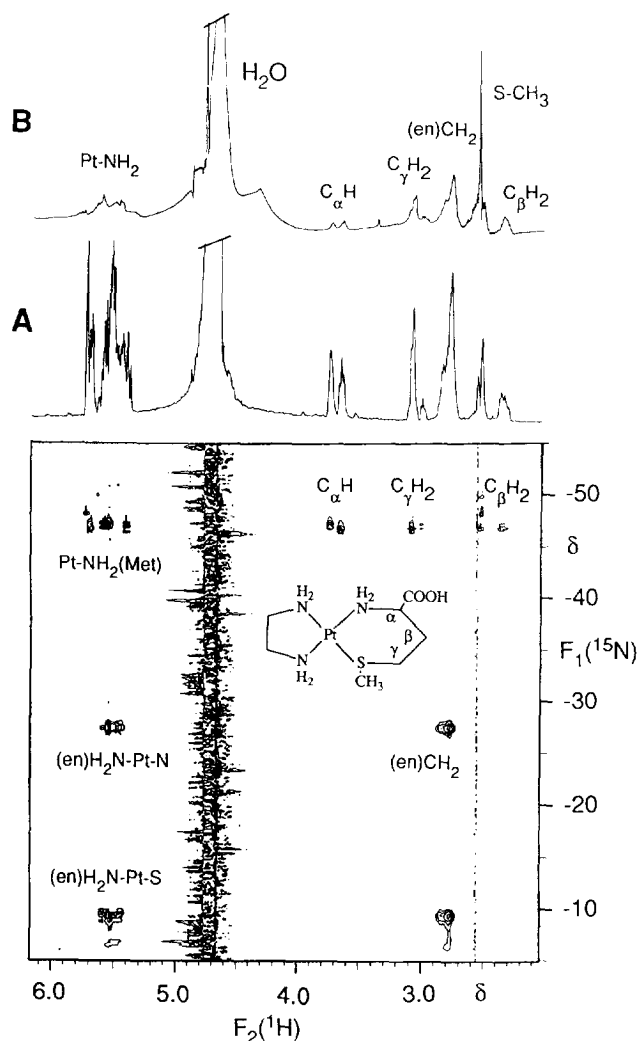 B
Pt-NH₂
H₂O
CαH
CγH₂
(en)CH₂
S-CH₃
CβH₂
A
CαH
CγH₂
CβH₂
-50
δ
Pt-NH₂(Met)
-40
F₁(¹⁵N)
H₂
N
H₂
N
COOH
α
β
γ
Pt
N
H₂
S
CH₃
-30
(en)H₂N-Pt-N
(en)CH₂
-20
(en)H₂N-Pt-S
-10
6.0
5.0
4.0
3.0
δ
F₂(¹H)